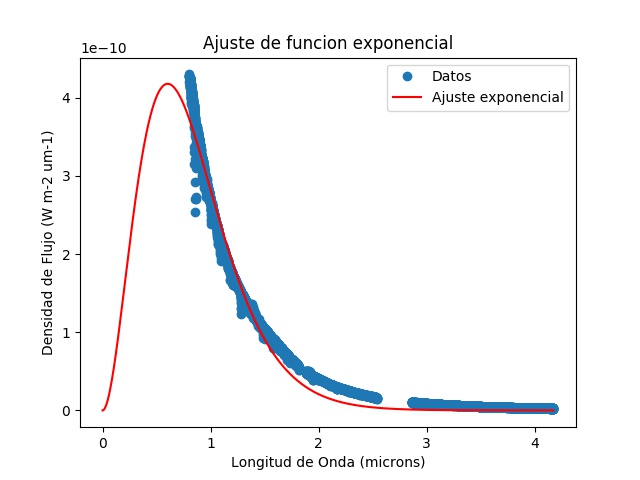 Ajuste de funcion exponencial
1e−10
Datos
Ajuste exponencial
4
3
2
1
0
Densidad de Flujo (W m-2 um-1)
0 1 2 3 4
Longitud de Onda (microns)